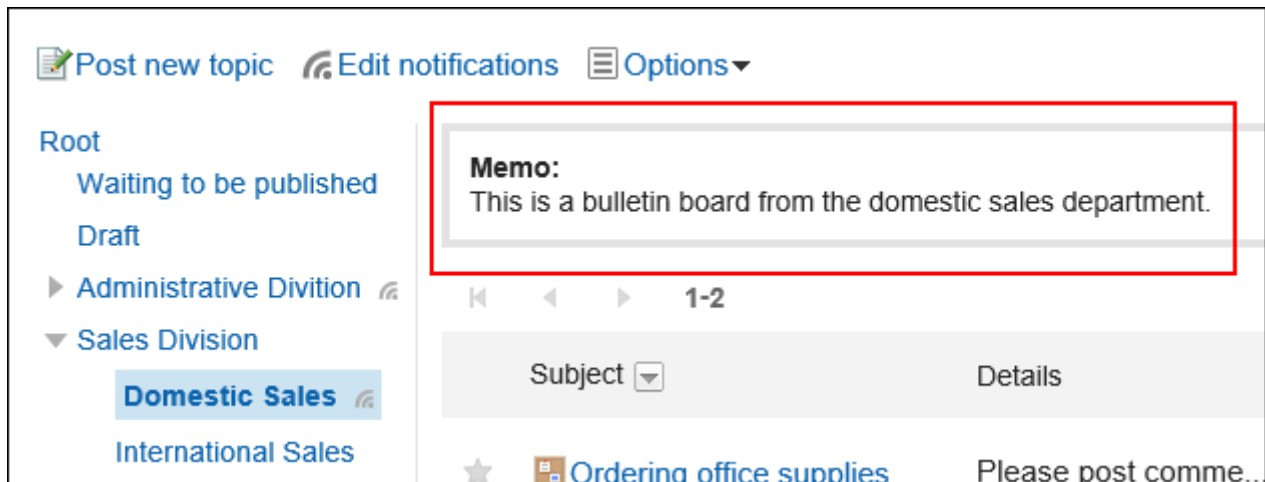 Post new topic Edit notifications Options
Root
Waiting to be published
Draft
Administrative Divition
Sales Division
Domestic Sales
International Sales
Memo:
This is a bulletin board from the domestic sales department.
1-2
Subject Details
Ordering office supplies Please post comme...